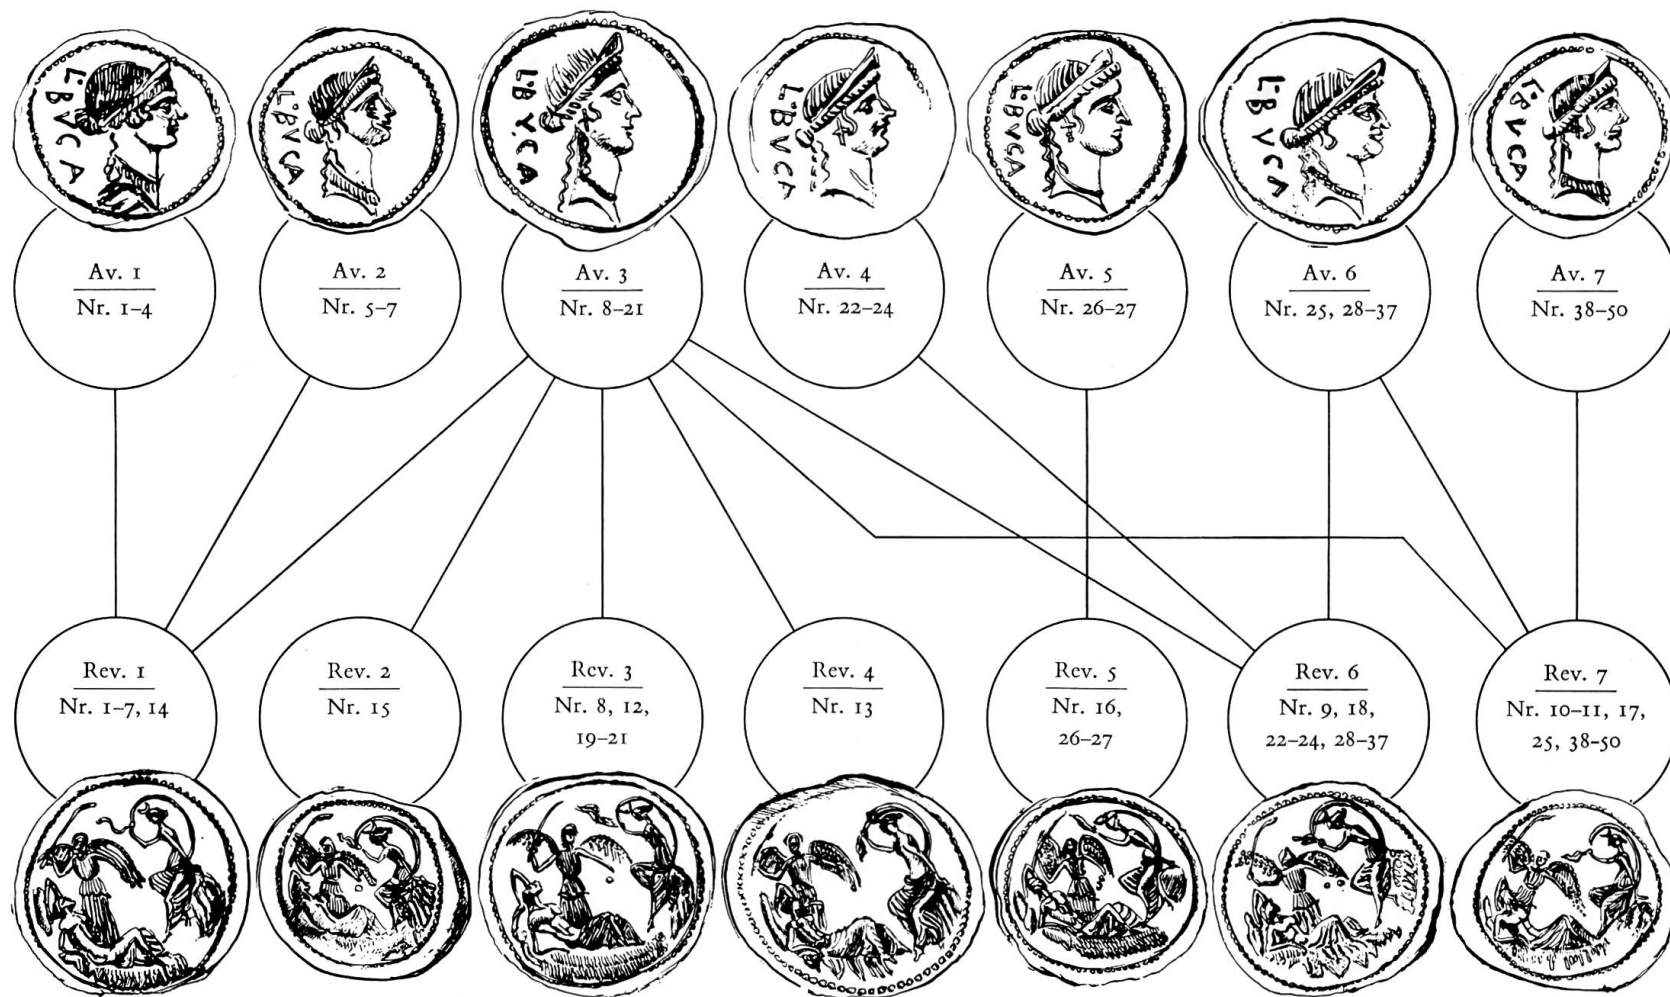 L·BVCA
L·BVCA
L·BVCA
L·BVCA
L·BVCA
L·BVCA
L·BVCA
Av. 1
Nr. 1–4
Av. 2
Nr. 5–7
Av. 3
Nr. 8–21
Av. 4
Nr. 22–24
Av. 5
Nr. 26–27
Av. 6
Nr. 25, 28–37
Av. 7
Nr. 38–50
Rev. 1
Nr. 1–7, 14
Rev. 2
Nr. 15
Rev. 3
Nr. 8, 12,
19–21
Rev. 4
Nr. 13
Rev. 5
Nr. 16,
26–27
Rev. 6
Nr. 9, 18,
22–24, 28–37
Rev. 7
Nr. 10–11, 17,
25, 38–50